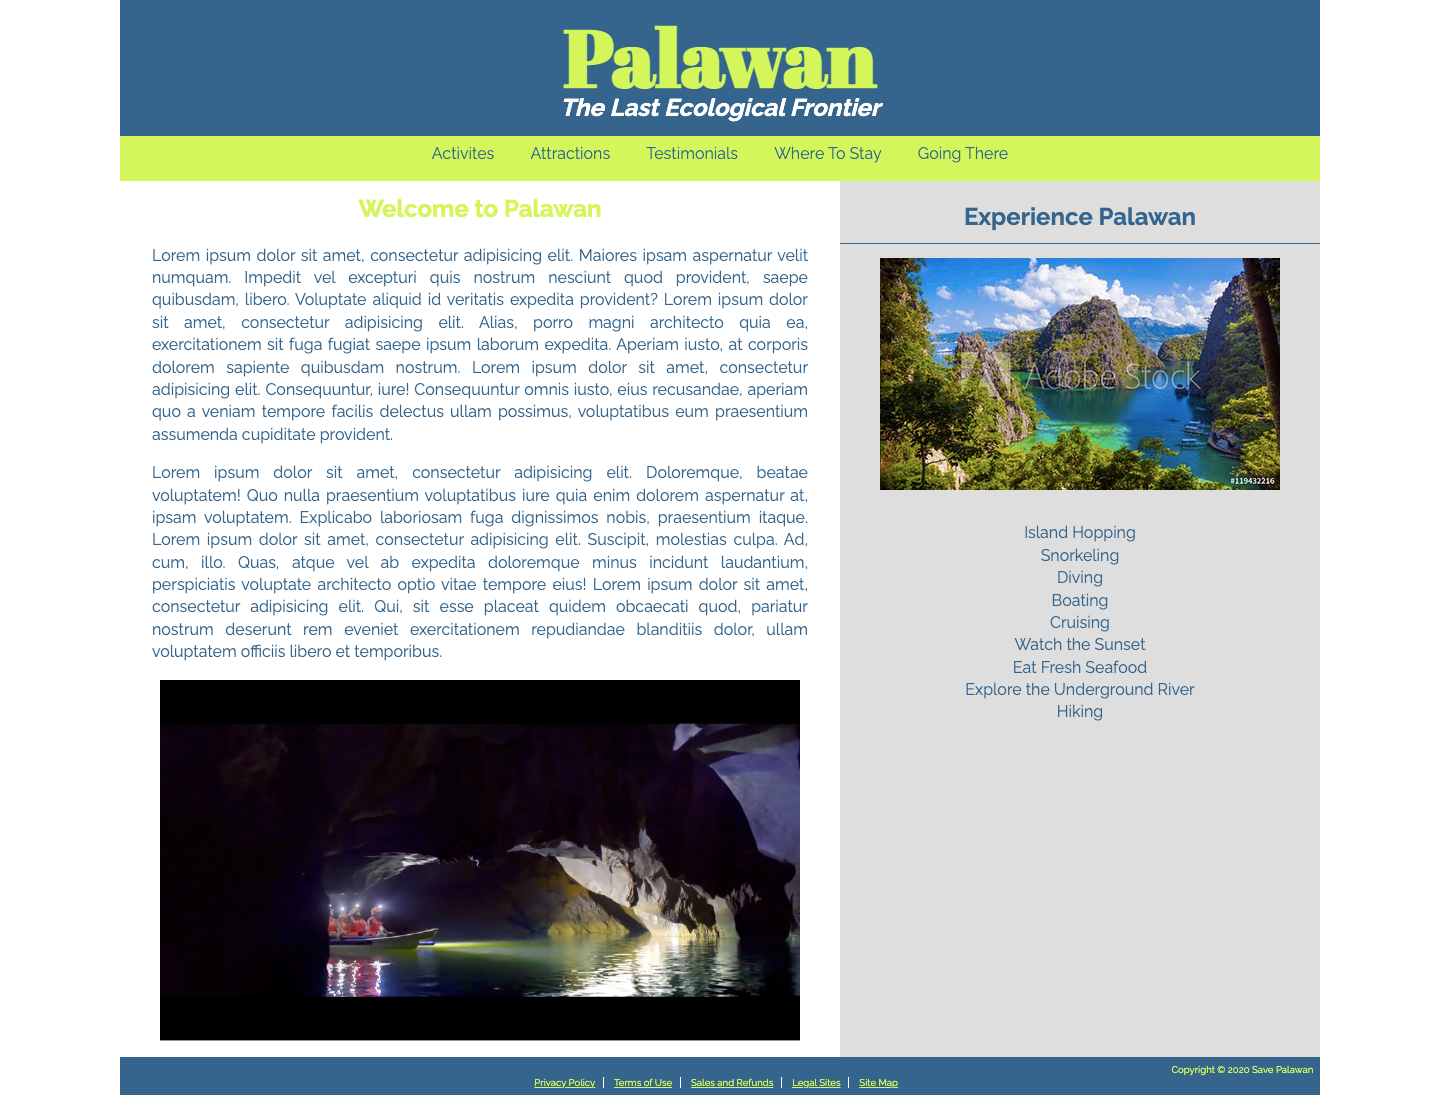 Palawan
The Last Ecological Frontier
Activites Attractions Testimonials Where To Stay Going There
Welcome to Palawan
Lorem ipsum dolor sit amet, consectetur adipisicing elit. Maiores ipsam aspernatur velit
numquam. Impedit vel excepturi quis nostrum nesciunt quod provident, saepe
quibusdam, libero. Voluptate aliquid id veritatis expedita provident? Lorem ipsum dolor
sit amet, consectetur adipisicing elit. Alias, porro magni architecto quia ea,
exercitationem sit fuga fugiat saepe ipsum laborum expedita. Aperiam iusto, at corporis
dolorem sapiente quibusdam nostrum. Lorem ipsum dolor sit amet, consectetur
adipisicing elit. Consequuntur, iure! Consequuntur omnis iusto, eius recusandae, aperiam
quo a veniam tempore facilis delectus ullam possimus, voluptatibus eum praesentium
assumenda cupiditate provident.
Lorem ipsum dolor sit amet, consectetur adipisicing elit. Doloremque, beatae
voluptatem! Quo nulla praesentium voluptatibus iure quia enim dolorem aspernatur at,
ipsam voluptatem. Explicabo laboriosam fuga dignissimos nobis, praesentium itaque.
Lorem ipsum dolor sit amet, consectetur adipisicing elit. Suscipit, molestias culpa. Ad,
cum, illo. Quas, atque vel ab expedita doloremque minus incidunt laudantium,
perspiciatis voluptate architecto optio vitae tempore eius! Lorem ipsum dolor sit amet,
consectetur adipisicing elit. Qui, sit esse placeat quidem obcaecati quod, pariatur
nostrum deserunt rem eveniet exercitationem repudiandae blanditiis dolor, ullam
voluptatem officiis libero et temporibus.
Experience Palawan
Adobe Stock
#119432216
Island Hopping
Snorkeling
Diving
Boating
Cruising
Watch the Sunset
Eat Fresh Seafood
Explore the Underground River
Hiking
Copyright © 2020 Save Palawan
Privacy Policy | Terms of Use | Sales and Refunds | Legal Sites | Site Map